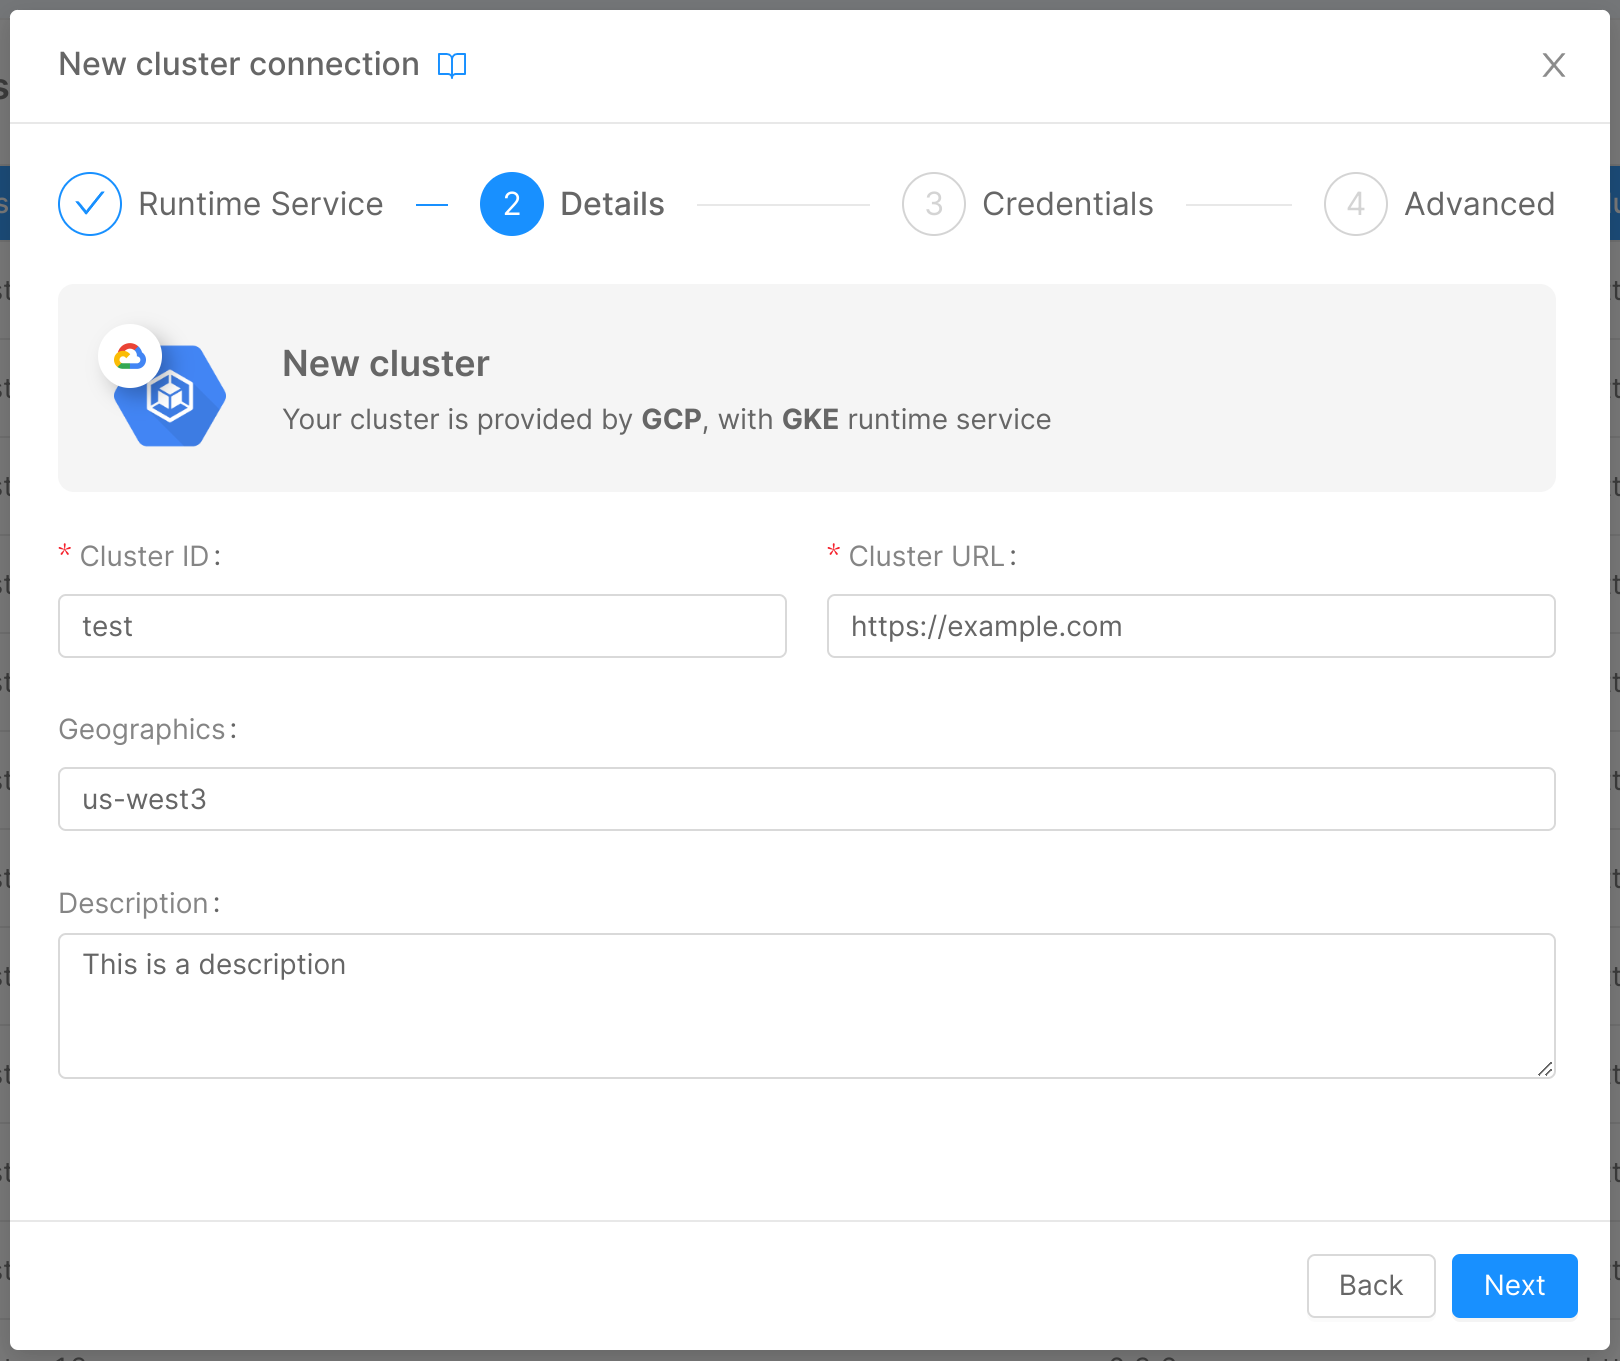 New cluster connection
Runtime Service
2 Details
3 Credentials
4 Advanced
New cluster
Your cluster is provided by GCP, with GKE runtime service
* Cluster ID:
* Cluster URL:
test
https://example.com
Geographics:
us-west3
Description:
This is a description
Back
Next